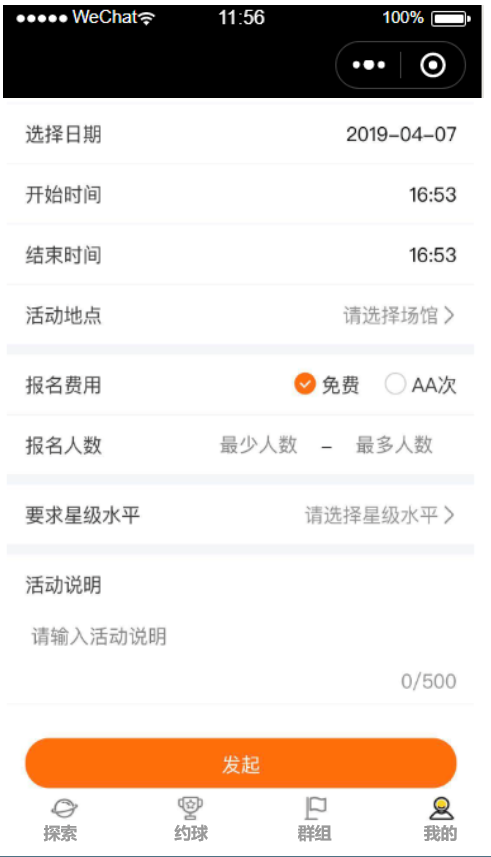 ●●●●● WeChat 11:56 100%
选择日期 2019-04-07
开始时间 16:53
结束时间 16:53
活动地点 请选择场馆 >
报名费用 免费 AA次
报名人数 最少人数 - 最多人数
要求星级水平 请选择星级水平 >
活动说明
请输入活动说明
0/500
发起
探索 约球 群组 我的